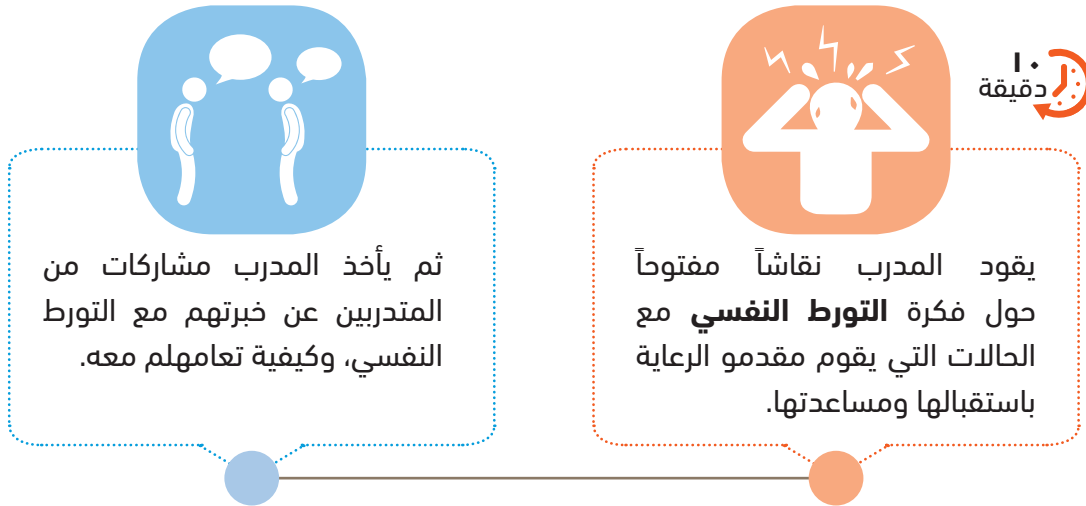 ١٠
دقيقة
يقود المدرب نقاشاً مفتوحاً
حول فكرة التورط النفسي مع
الحالات التي يقوم مقدمو الرعاية
باستقبالها ومساعدتها.
ثم يأخذ المدرب مشاركات من
المتدربين عن خبرتهم مع التورط
النفسي، وكيفية تعامهلم معه.